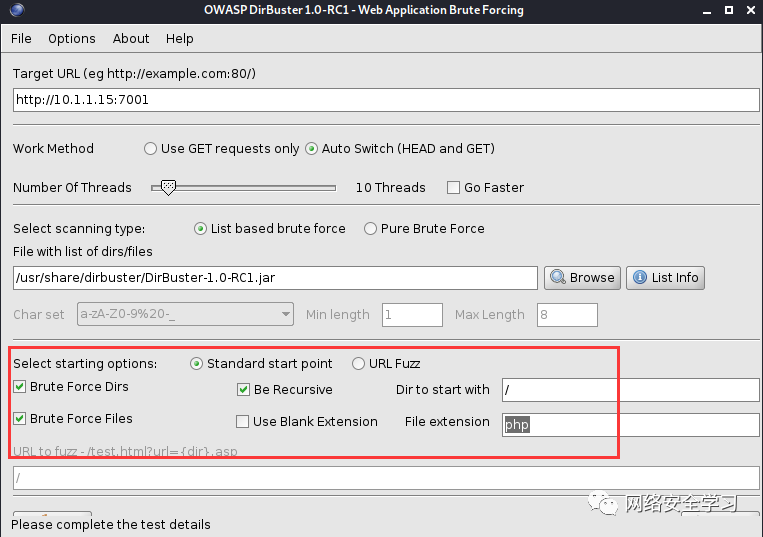 OWASP DirBuster 1.0-RC1 - Web Application Brute Forcing
File Options About Help
Target URL (eg http://example.com:80/)
http://10.1.1.15:7001
Work Method Use GET requests only Auto Switch (HEAD and GET)
Number Of Threads 10 Threads Go Faster
Select scanning type: List based brute force Pure Brute Force
File with list of dirs/files
/usr/share/dirbuster/DirBuster-1.0-RC1.jar Browse List Info
Char set a-zA-Z0-9%20-_ Min length 1 Max Length 8
Select starting options: Standard start point URL Fuzz
Brute Force Dirs Be Recursive Dir to start with /
Brute Force Files Use Blank Extension File extension php
URL to fuzz - /test.html?url={dir}.asp
/
网络安全学习
Please complete the test details